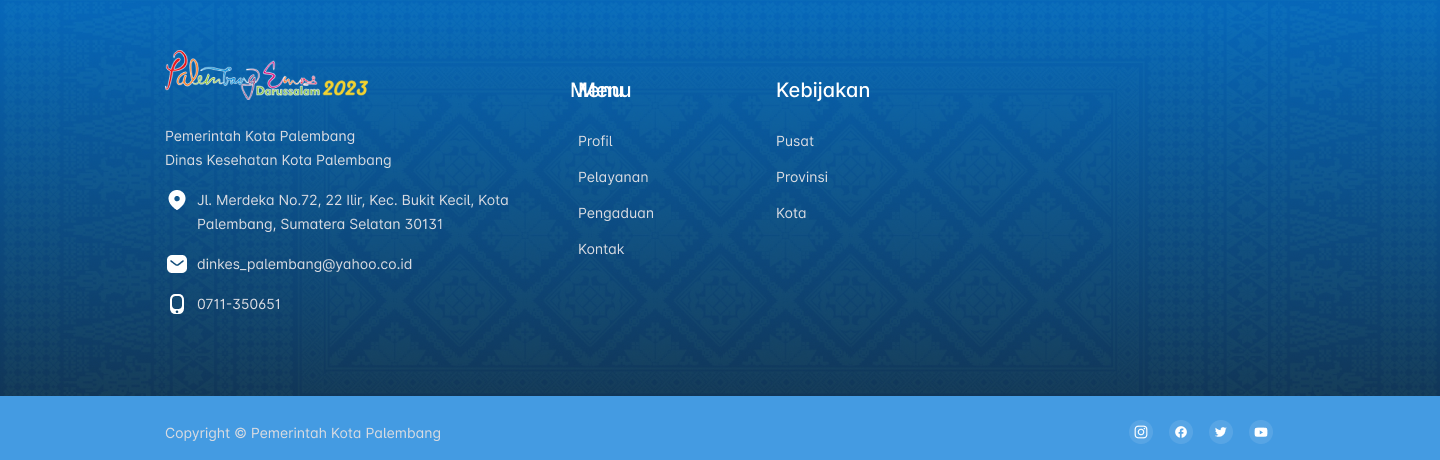 Palembang Emas
Darussalam 2023
Pemerintah Kota Palembang
Dinas Kesehatan Kota Palembang
Jl. Merdeka No.72, 22 Ilir, Kec. Bukit Kecil, Kota
Palembang, Sumatera Selatan 30131
dinkes_palembang@yahoo.co.id
0711-350651
Menu
Menu
Profil
Pelayanan
Pengaduan
Kontak
Kebijakan
Pusat
Provinsi
Kota
Copyright © Pemerintah Kota Palembang